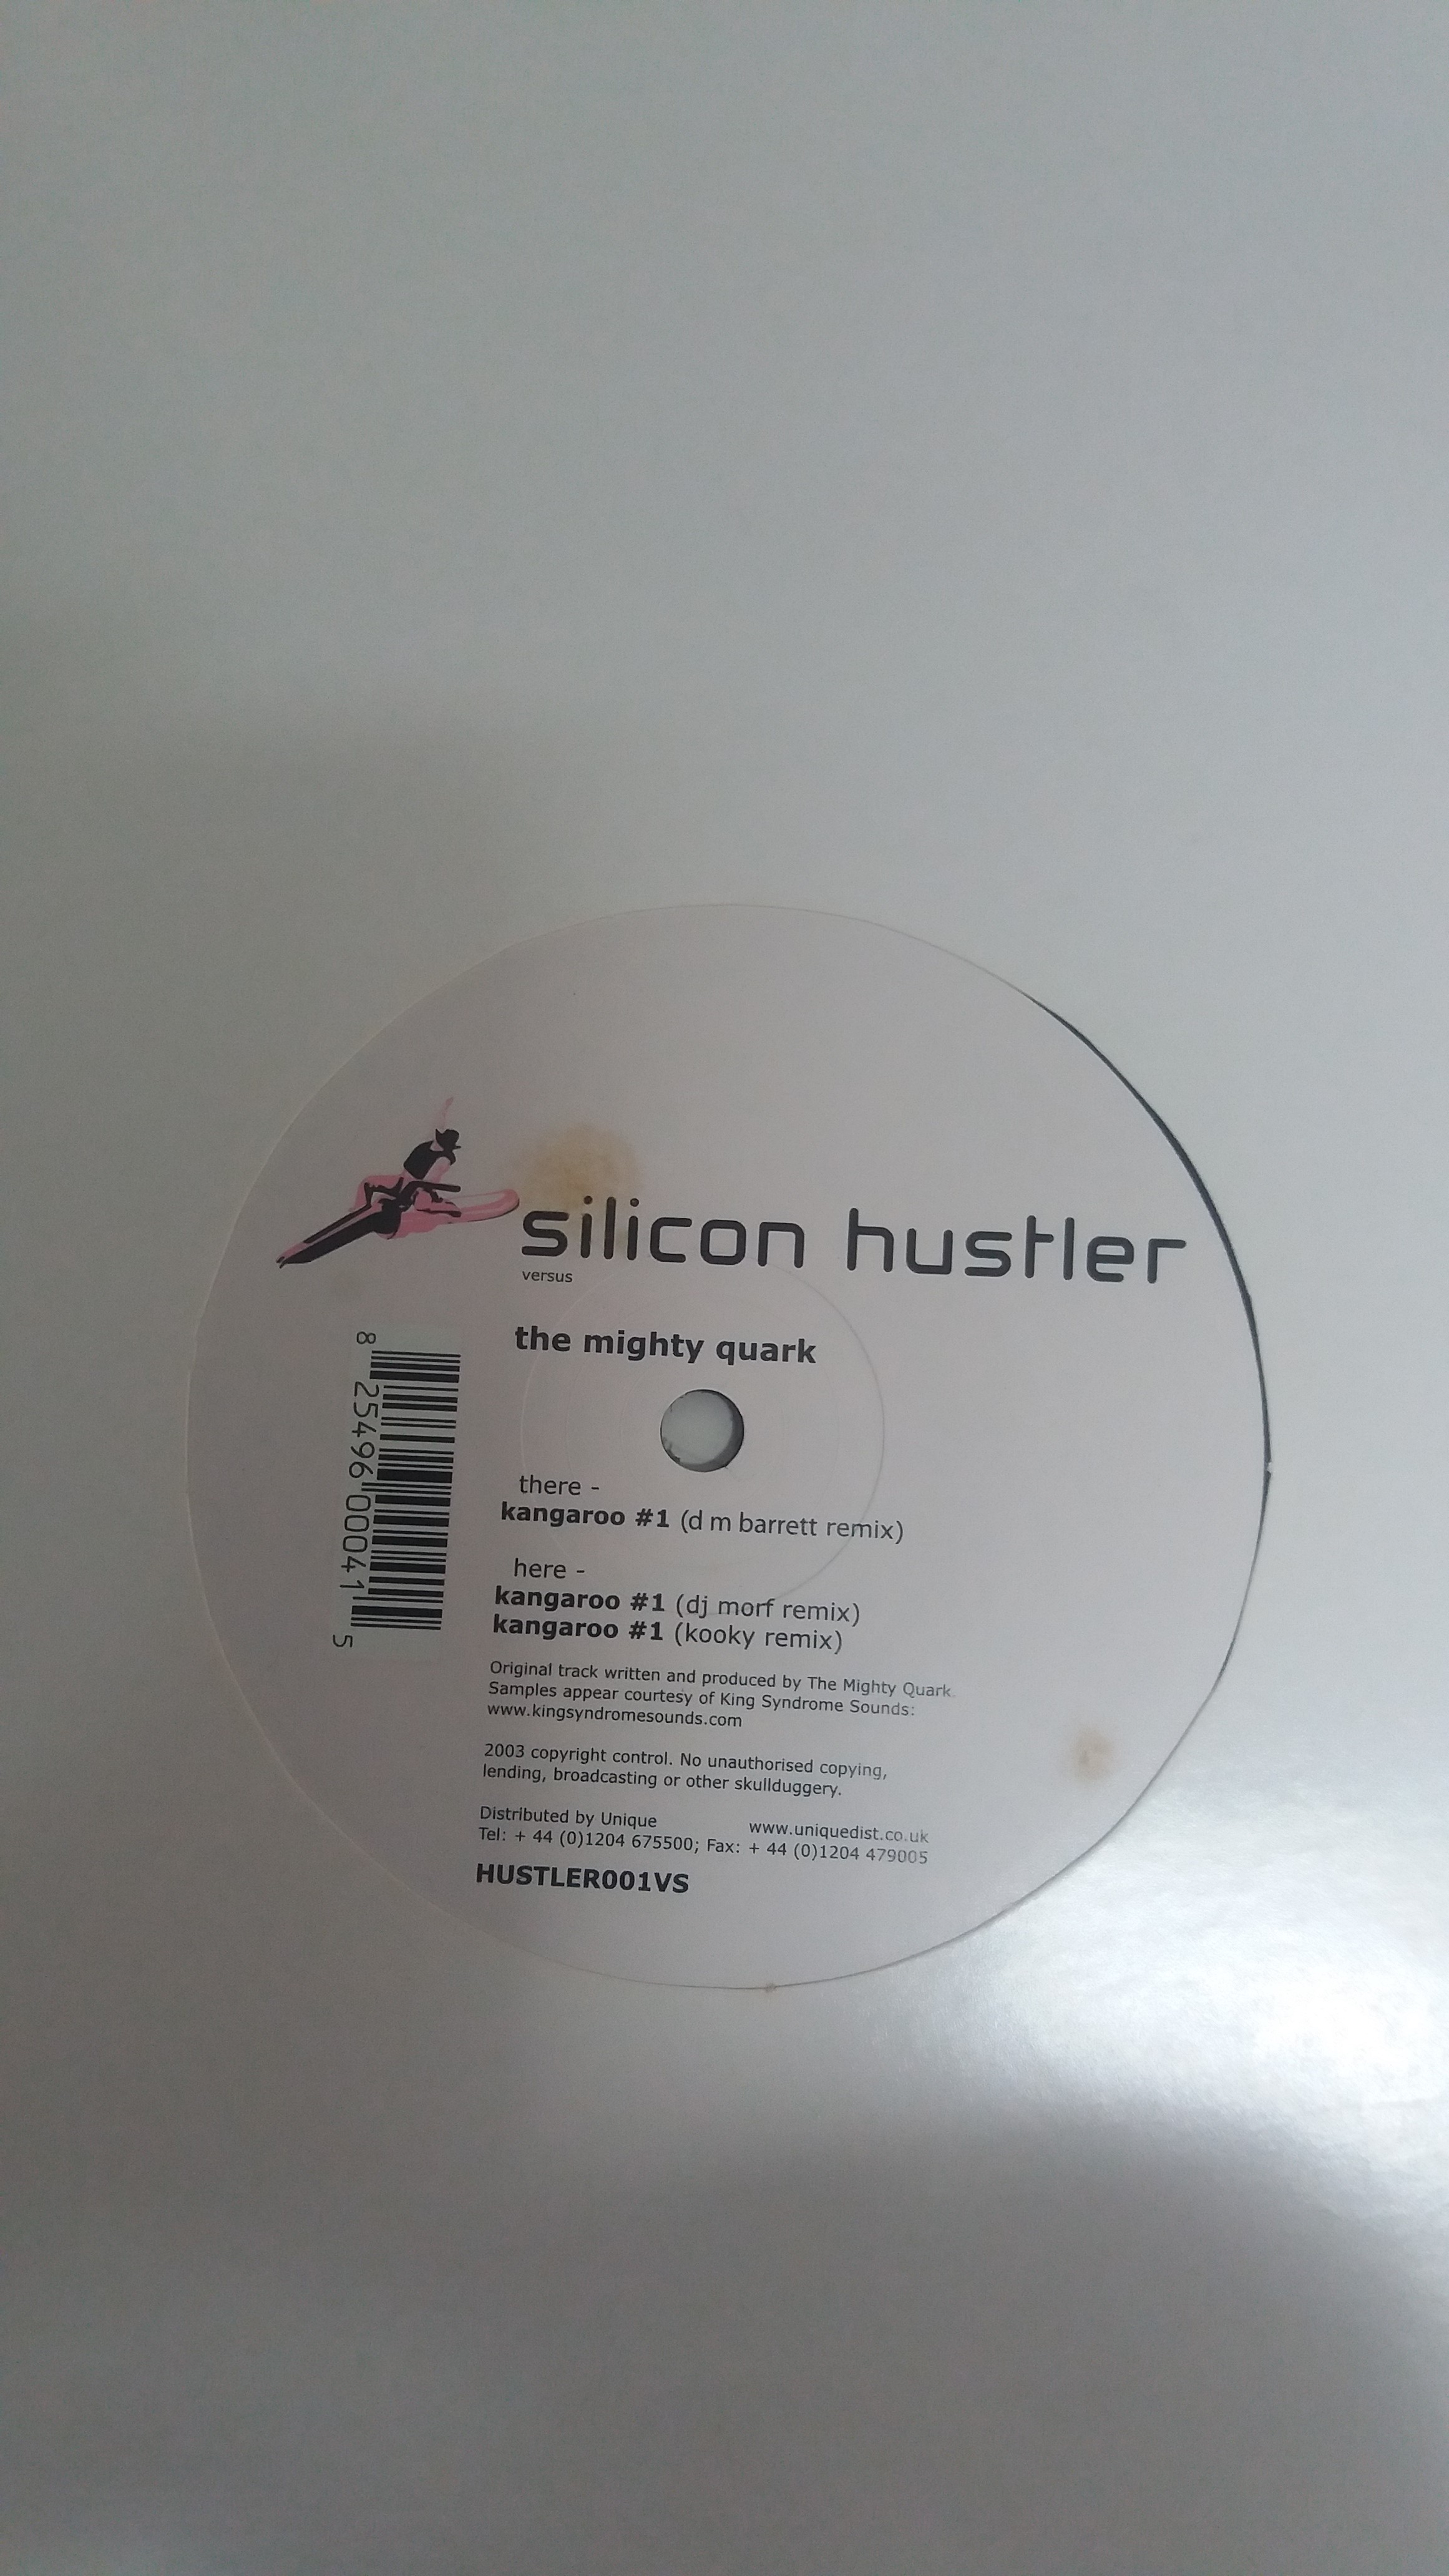 silicon hustler
versus
the mighty quark
there -
kangaroo #1 (d m barrett remix)
here -
kangaroo #1 (dj morf remix)
kangaroo #1 (kooky remix)
Original track written and produced by The Mighty Quark.
Samples appear courtesy of King Syndrome Sounds:
www.kingsyndromesounds.com
2003 copyright control. No unauthorised copying,
lending, broadcasting or other skullduggery.
Distributed by Unique www.uniquedist.co.uk
Tel: + 44 (0)1204 675500; Fax: + 44 (0)1204 479005
HUSTLER001VS
8 25496 00041 5